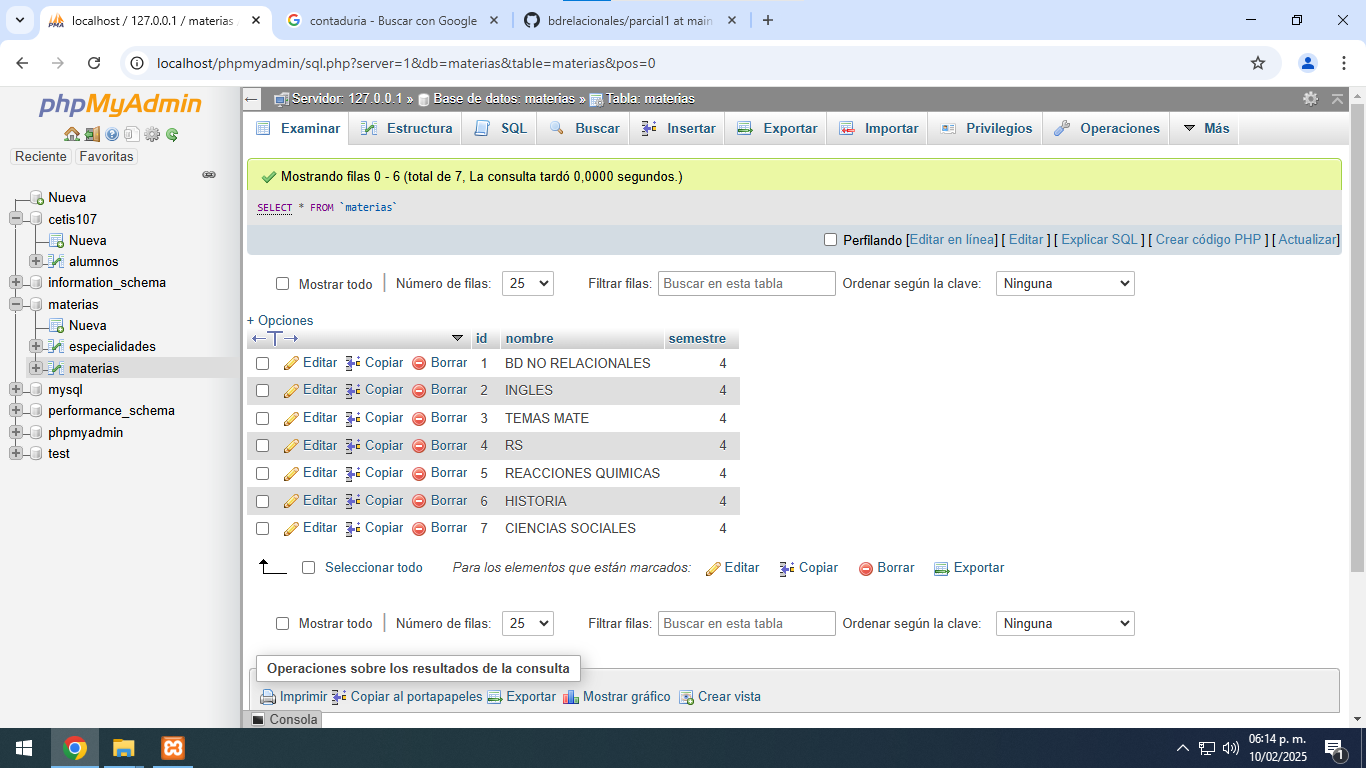 localhost / 127.0.0.1 / materias
contaduria - Buscar con Google
bdrelacionales/parcial1 at main
localhost/phpmyadmin/sql.php?server=1&db=materias&table=materias&pos=0
phpMyAdmin
Reciente Favoritas
Nueva
cetis107
Nueva
alumnos
information_schema
materias
Nueva
especialidades
materias
mysql
performance_schema
phpmyadmin
test
Servidor: 127.0.0.1 » Base de datos: materias » Tabla: materias
Examinar Estructura SQL Buscar Insertar Exportar Importar Privilegios Operaciones Más
Mostrando filas 0 - 6 (total de 7, La consulta tardó 0,0000 segundos.)
SELECT * FROM `materias`
Perfilando [Editar en línea] [ Editar ] [ Explicar SQL ] [ Crear código PHP ] [ Actualizar]
Mostrar todo | Número de filas: 25 Filtrar filas: Buscar en esta tabla Ordenar según la clave: Ninguna
+ Opciones
←T→ id nombre semestre
Editar Copiar Borrar 1 BD NO RELACIONALES 4
Editar Copiar Borrar 2 INGLES 4
Editar Copiar Borrar 3 TEMAS MATE 4
Editar Copiar Borrar 4 RS 4
Editar Copiar Borrar 5 REACCIONES QUIMICAS 4
Editar Copiar Borrar 6 HISTORIA 4
Editar Copiar Borrar 7 CIENCIAS SOCIALES 4
Seleccionar todo Para los elementos que están marcados: Editar Copiar Borrar Exportar
Mostrar todo | Número de filas: 25 Filtrar filas: Buscar en esta tabla Ordenar según la clave: Ninguna
Operaciones sobre los resultados de la consulta
Imprimir Copiar al portapapeles Exportar Mostrar gráfico Crear vista
Consola
06:14 p. m.
10/02/2025
1